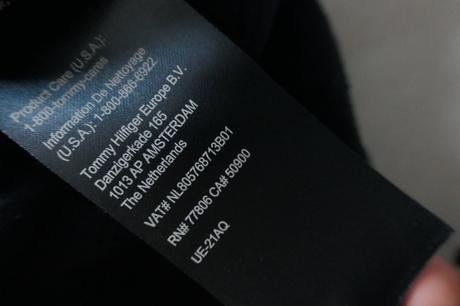 Product Care (U.S.A.):
1-800-tommy-cares
Information De Nettoyage
(U.S.A.): 1-800-866-6922
Tommy Hilfiger Europe B.V.
Danzigerkade 165
1013 AP AMSTERDAM
The Netherlands
VAT# NL805768713B01
RN# 77806 CA# 50900
UE-21AQ